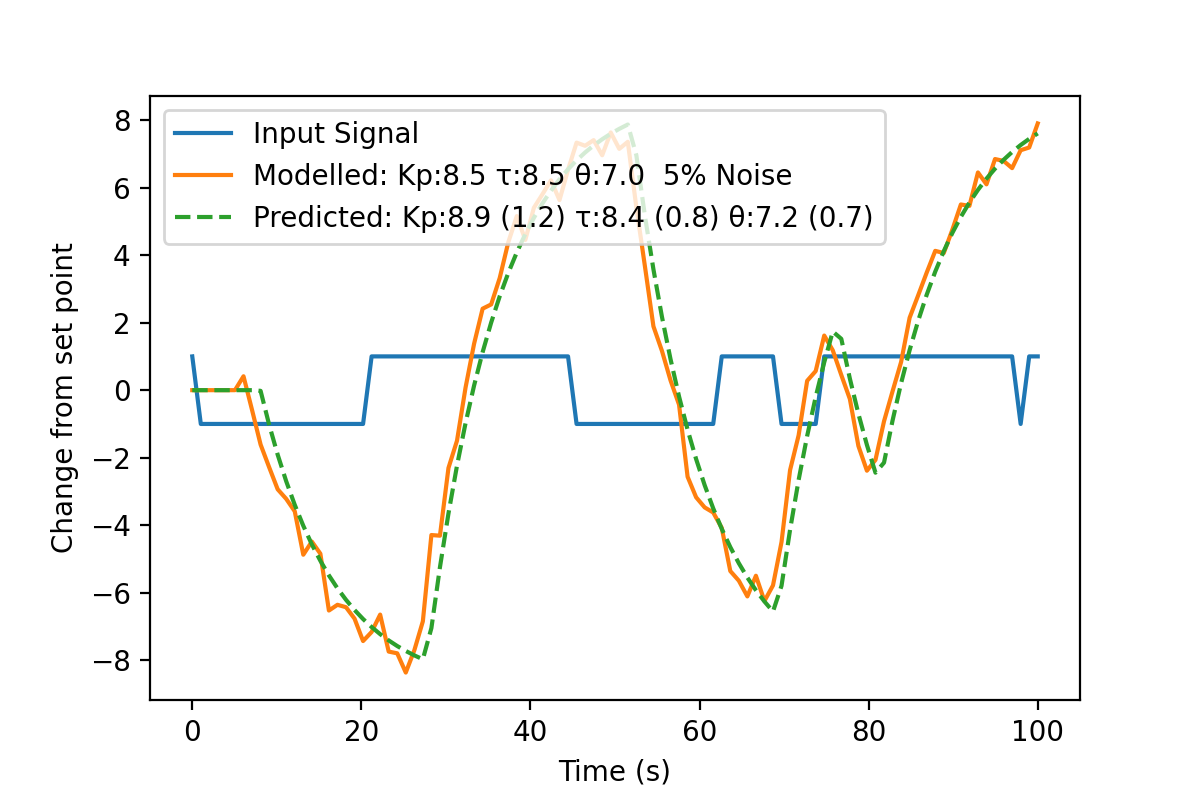 Input Signal
Modelled: Kp:8.5 τ:8.5 θ:7.0  5% Noise
Predicted: Kp:8.9 (1.2) τ:8.4 (0.8) θ:7.2 (0.7)
8
6
4
2
0
−2
−4
−6
−8
Change from set point
0 20 40 60 80 100
Time (s)